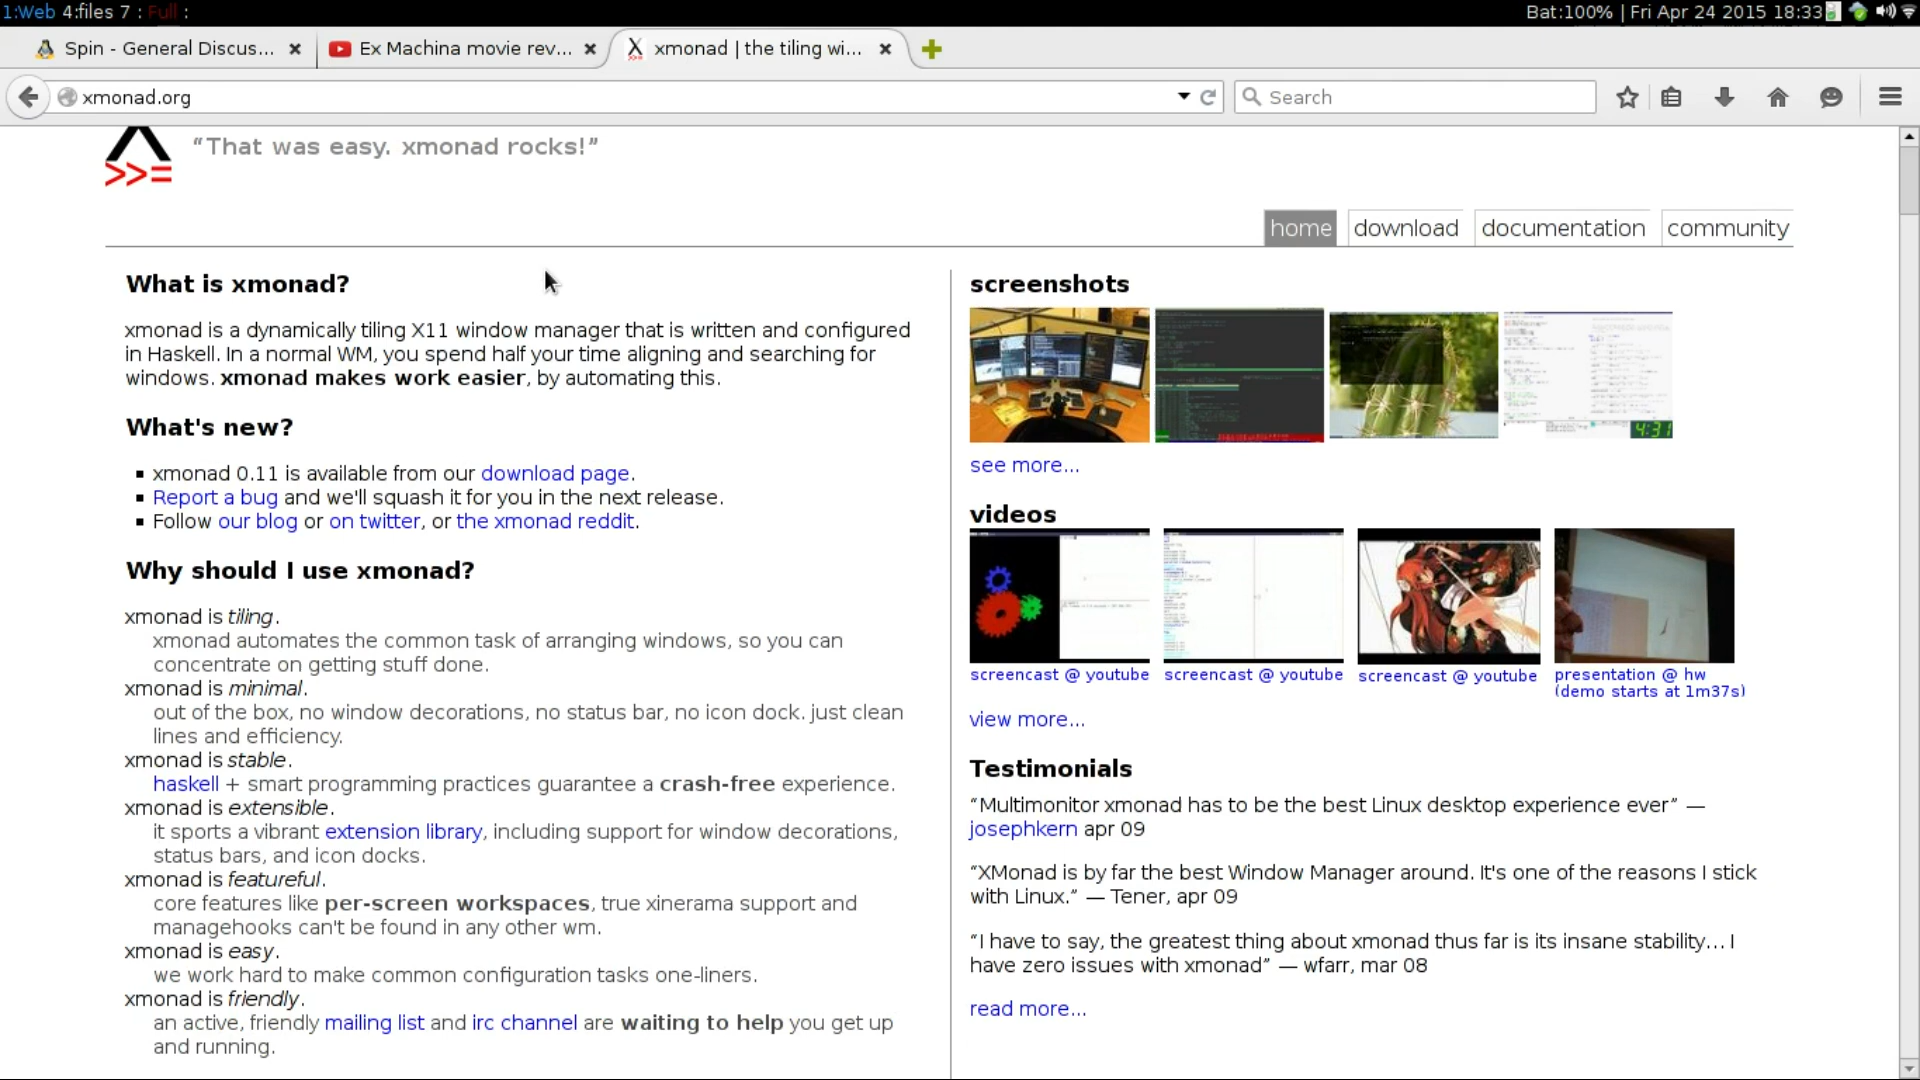 1:Web 4:files 7 : Full :
Bat:100% | Fri Apr 24 2015 18:33
Spin - General Discus...
Ex Machina movie rev...
xmonad | the tiling wi...
xmonad.org
Search
>>=
“That was easy. xmonad rocks!”
home
download
documentation
community
What is xmonad?
xmonad is a dynamically tiling X11 window manager that is written and configured
in Haskell. In a normal WM, you spend half your time aligning and searching for
windows. xmonad makes work easier, by automating this.
What's new?
xmonad 0.11 is available from our download page.
Report a bug and we'll squash it for you in the next release.
Follow our blog or on twitter, or the xmonad reddit.
Why should I use xmonad?
xmonad is tiling.
xmonad automates the common task of arranging windows, so you can
concentrate on getting stuff done.
xmonad is minimal.
out of the box, no window decorations, no status bar, no icon dock. just clean
lines and efficiency.
xmonad is stable.
haskell + smart programming practices guarantee a crash-free experience.
xmonad is extensible.
it sports a vibrant extension library, including support for window decorations,
status bars, and icon docks.
xmonad is featureful.
core features like per-screen workspaces, true xinerama support and
managehooks can't be found in any other wm.
xmonad is easy.
we work hard to make common configuration tasks one-liners.
xmonad is friendly.
an active, friendly mailing list and irc channel are waiting to help you get up
and running.
screenshots
4:31
see more...
videos
screencast @ youtube
screencast @ youtube
screencast @ youtube
presentation @ hw
(demo starts at 1m37s)
view more...
Testimonials
“Multimonitor xmonad has to be the best Linux desktop experience ever” —
josephkern apr 09
“XMonad is by far the best Window Manager around. It's one of the reasons I stick
with Linux.” — Tener, apr 09
“I have to say, the greatest thing about xmonad thus far is its insane stability... I
have zero issues with xmonad” — wfarr, mar 08
read more...